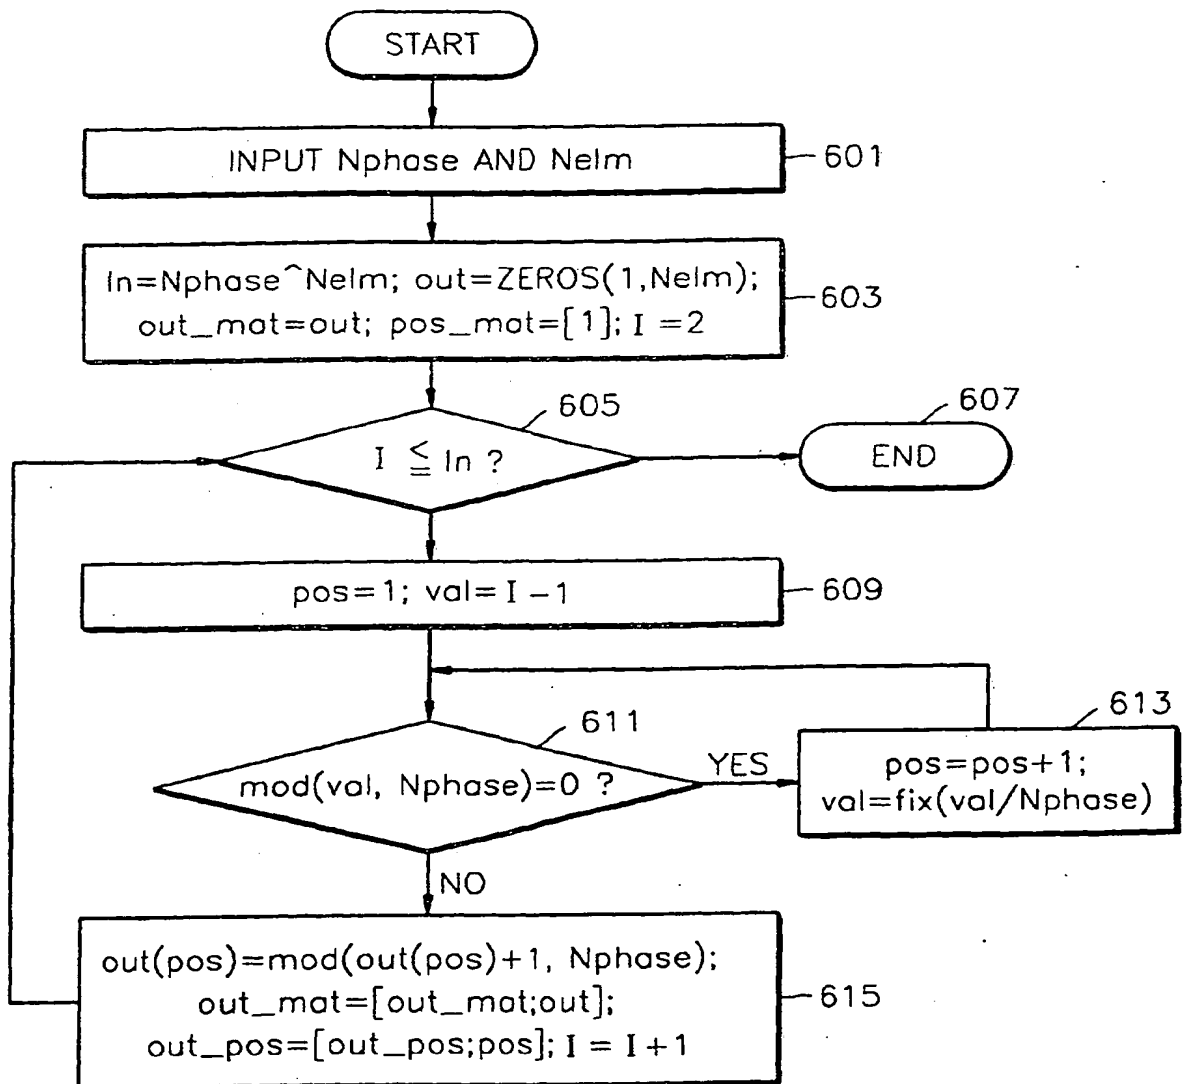 START
INPUT Nphase AND Nelm
601
In=Nphase^Nelm; out=ZEROS(1,Nelm);
out_mat=out; pos_mat=[1]; I =2
603
605
I ≦ In ?
607
END
pos=1; val= I -1
609
611
mod(val, Nphase)=0 ?
YES
613
pos=pos+1;
val=fix(val/Nphase)
NO
out(pos)=mod(out(pos)+1, Nphase);
out_mat=[out_mat;out];
out_pos=[out_pos;pos]; I = I +1
615